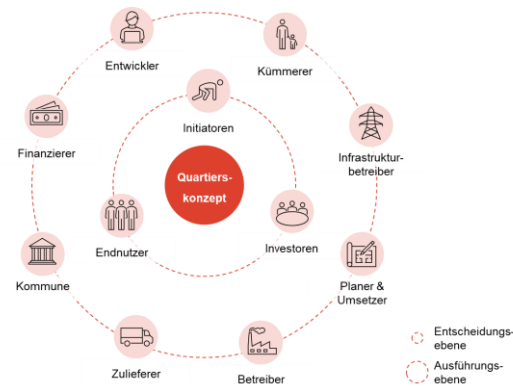 Entwickler
Kümmerer
Initiatoren
Finanzierer
Infrastruktur-
betreiber
Quartiers-
konzept
Endnutzer
Investoren
Kommune
Planer &
Umsetzer
Zulieferer
Betreiber
Entscheidungs-
ebene
Ausführungs-
ebene